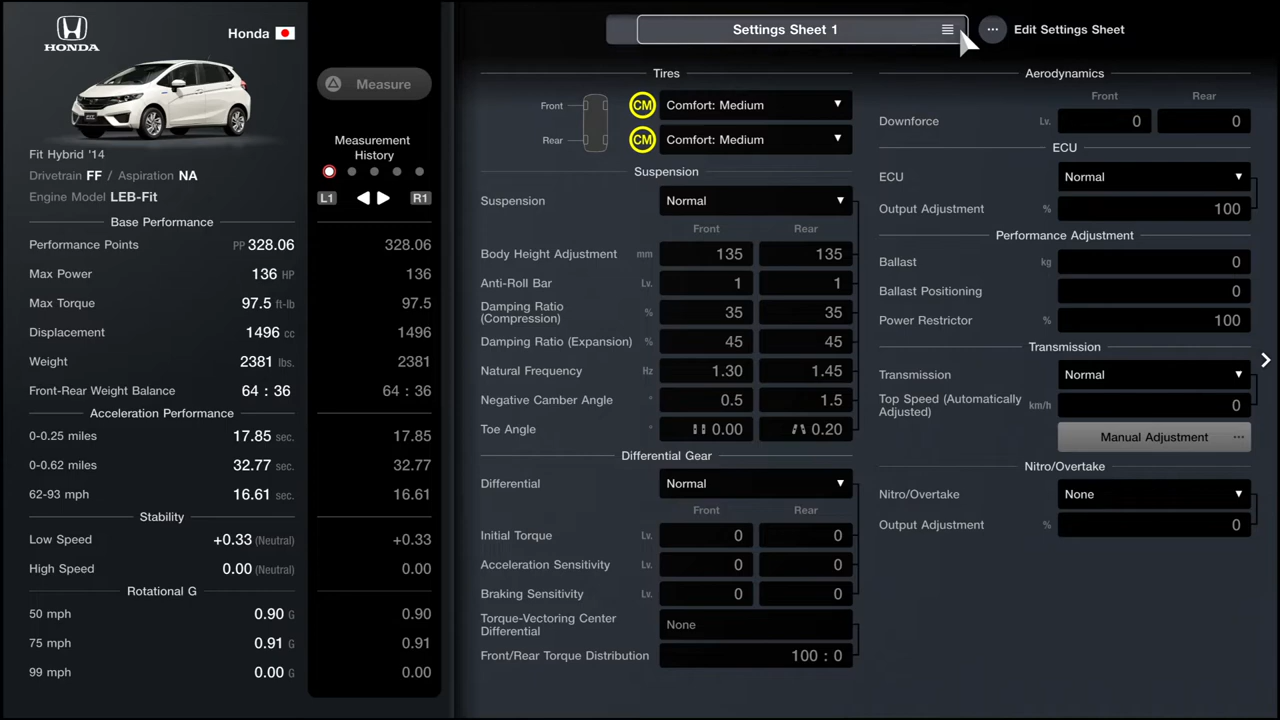 HONDA
Honda
Fit Hybrid '14
Drivetrain FF / Aspiration NA
Engine Model LEB-Fit
Base Performance
Performance Points PP 328.06
Max Power 136 HP
Max Torque 97.5 ft-lb
Displacement 1496 cc
Weight 2381 lbs.
Front-Rear Weight Balance 64 : 36
Acceleration Performance
0-0.25 miles 17.85 sec.
0-0.62 miles 32.77 sec.
62-93 mph 16.61 sec.
Stability
Low Speed +0.33 (Neutral)
High Speed 0.00 (Neutral)
Rotational G
50 mph 0.90 G
75 mph 0.91 G
99 mph 0.00 G
Measure
Measurement
History
L1 R1
328.06
136
97.5
1496
2381
64 : 36
17.85
32.77
16.61
+0.33
0.00
0.90
0.91
0.00
Settings Sheet 1
Edit Settings Sheet
Tires
Front CM Comfort: Medium
Rear CM Comfort: Medium
Suspension
Suspension Normal
Front Rear
Body Height Adjustment mm 135 135
Anti-Roll Bar Lv. 1 1
Damping Ratio
(Compression) % 35 35
Damping Ratio (Expansion) % 45 45
Natural Frequency Hz 1.30 1.45
Negative Camber Angle ° 0.5 1.5
Toe Angle ° 0.00 0.20
Differential Gear
Differential Normal
Front Rear
Initial Torque Lv. 0 0
Acceleration Sensitivity Lv. 0 0
Braking Sensitivity Lv. 0 0
Torque-Vectoring Center
Differential None
Front/Rear Torque Distribution 100 : 0
Aerodynamics
Front Rear
Downforce Lv. 0 0
ECU
ECU Normal
Output Adjustment % 100
Performance Adjustment
Ballast kg 0
Ballast Positioning 0
Power Restrictor % 100
Transmission
Transmission Normal
Top Speed (Automatically
Adjusted) km/h 0
Manual Adjustment
Nitro/Overtake
Nitro/Overtake None
Output Adjustment % 0